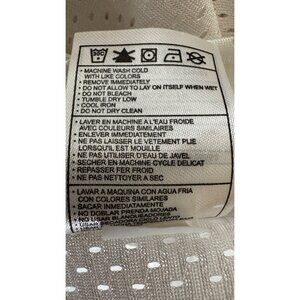 • MACHINE WASH COLD
WITH LIKE COLORS
• REMOVE IMMEDIATELY
• DO NOT ALLOW TO LAY ON ITSELF WHEN WET
• DO NOT BLEACH
• TUMBLE DRY LOW
• COOL IRON
• DO NOT DRY CLEAN
• LAVER EN MACHINE A L'EAU FROIDE
AVEC COULEURS SIMILAIRES
• ENLEVER IMMEDIATEMENT
• NE PAS LAISSER LE VETEMENT PLIE
LORSQU'IL EST MOUILLE
• NE PAS UTILISER D'EAU DE JAVEL
• SECHER EN MACHINE CYCLE DELICAT
• REPASSER FER FROID
• NE PAS NETTOYER A SEC
• LAVAR A MAQUINA CON AGUA FRIA
CON COLORES SIMILARES
• SACAR IMMEDIATAMENTE
• NO DOBLAR PRENDA MOJADA
• NO USAR BLANQUEADORES